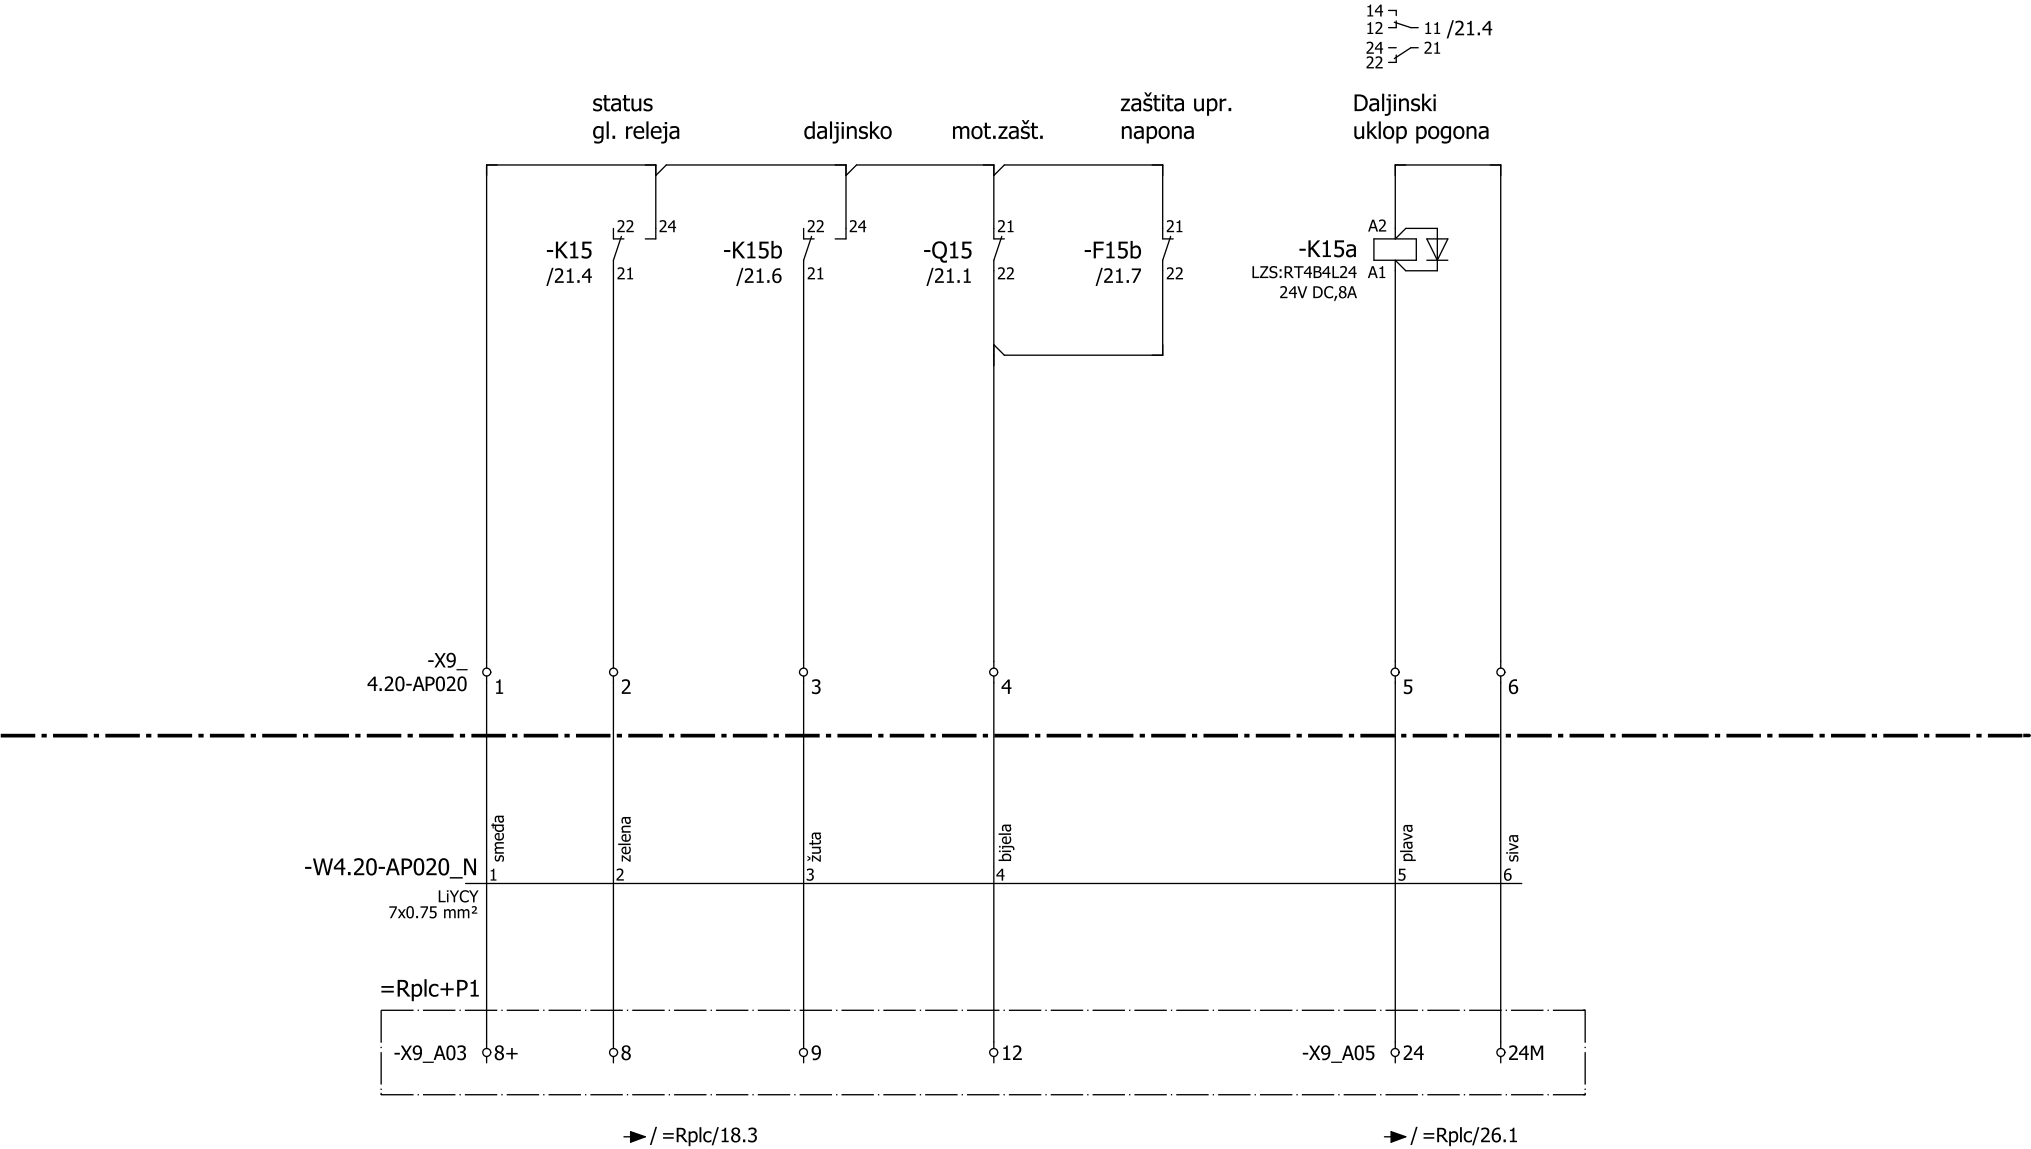 14
12 11 /21.4
24 21
22
status
gl. releja
daljinsko
mot.zašt.
zaštita upr.
napona
Daljinski
uklop pogona
22 24
-K15
/21.4 21
22 24
-K15b
/21.6 21
21
-Q15
/21.1 22
21
-F15b
/21.7 22
A2
-K15a
LZS:RT4B4L24 A1
24V DC,8A
-X9_
4.20-AP020
1 2 3 4 5 6
smeđa zelena žuta bijela plava siva
-W4.20-AP020_N
1 2 3 4 5 6
LiYCY
7x0.75 mm²
=Rplc+P1
-X9_A03 8+ 8 9 12 -X9_A05 24 24M
/ =Rplc/18.3
/ =Rplc/26.1